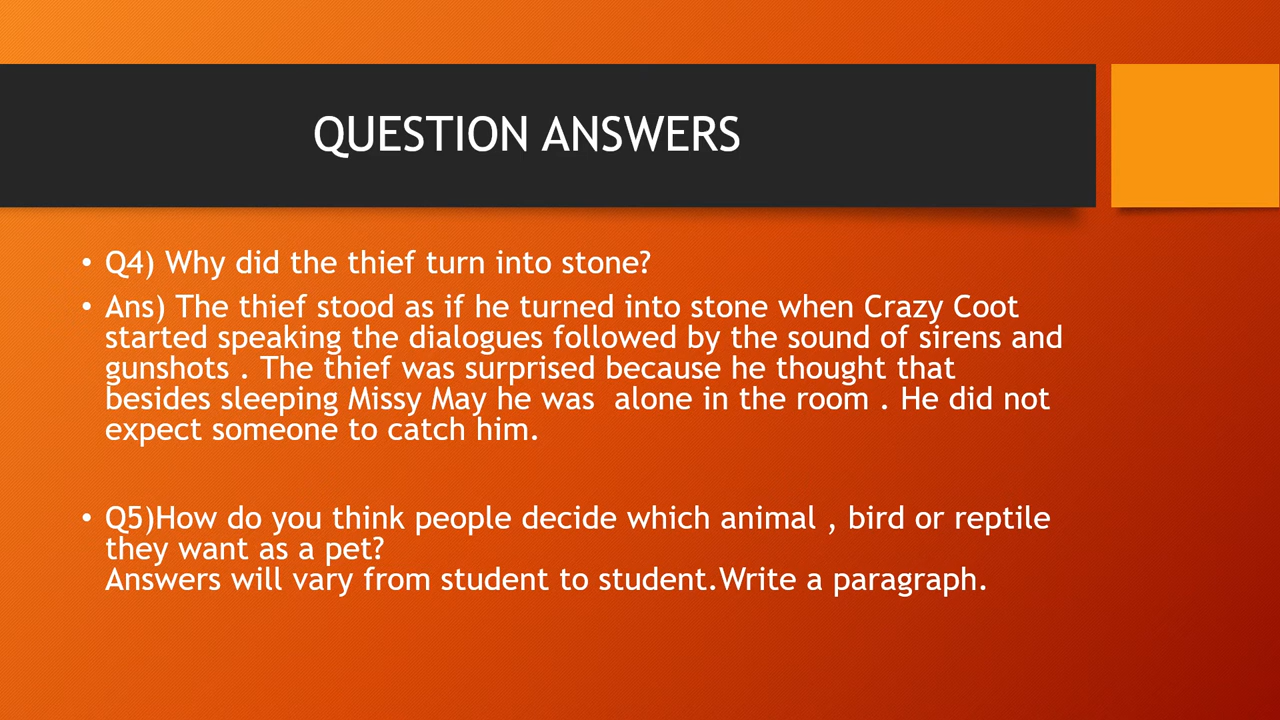 QUESTION ANSWERS
• Q4) Why did the thief turn into stone?
• Ans) The thief stood as if he turned into stone when Crazy Coot
started speaking the dialogues followed by the sound of sirens and
gunshots . The thief was surprised because he thought that
besides sleeping Missy May he was  alone in the room . He did not
expect someone to catch him.
• Q5)How do you think people decide which animal , bird or reptile
they want as a pet?
Answers will vary from student to student.Write a paragraph.